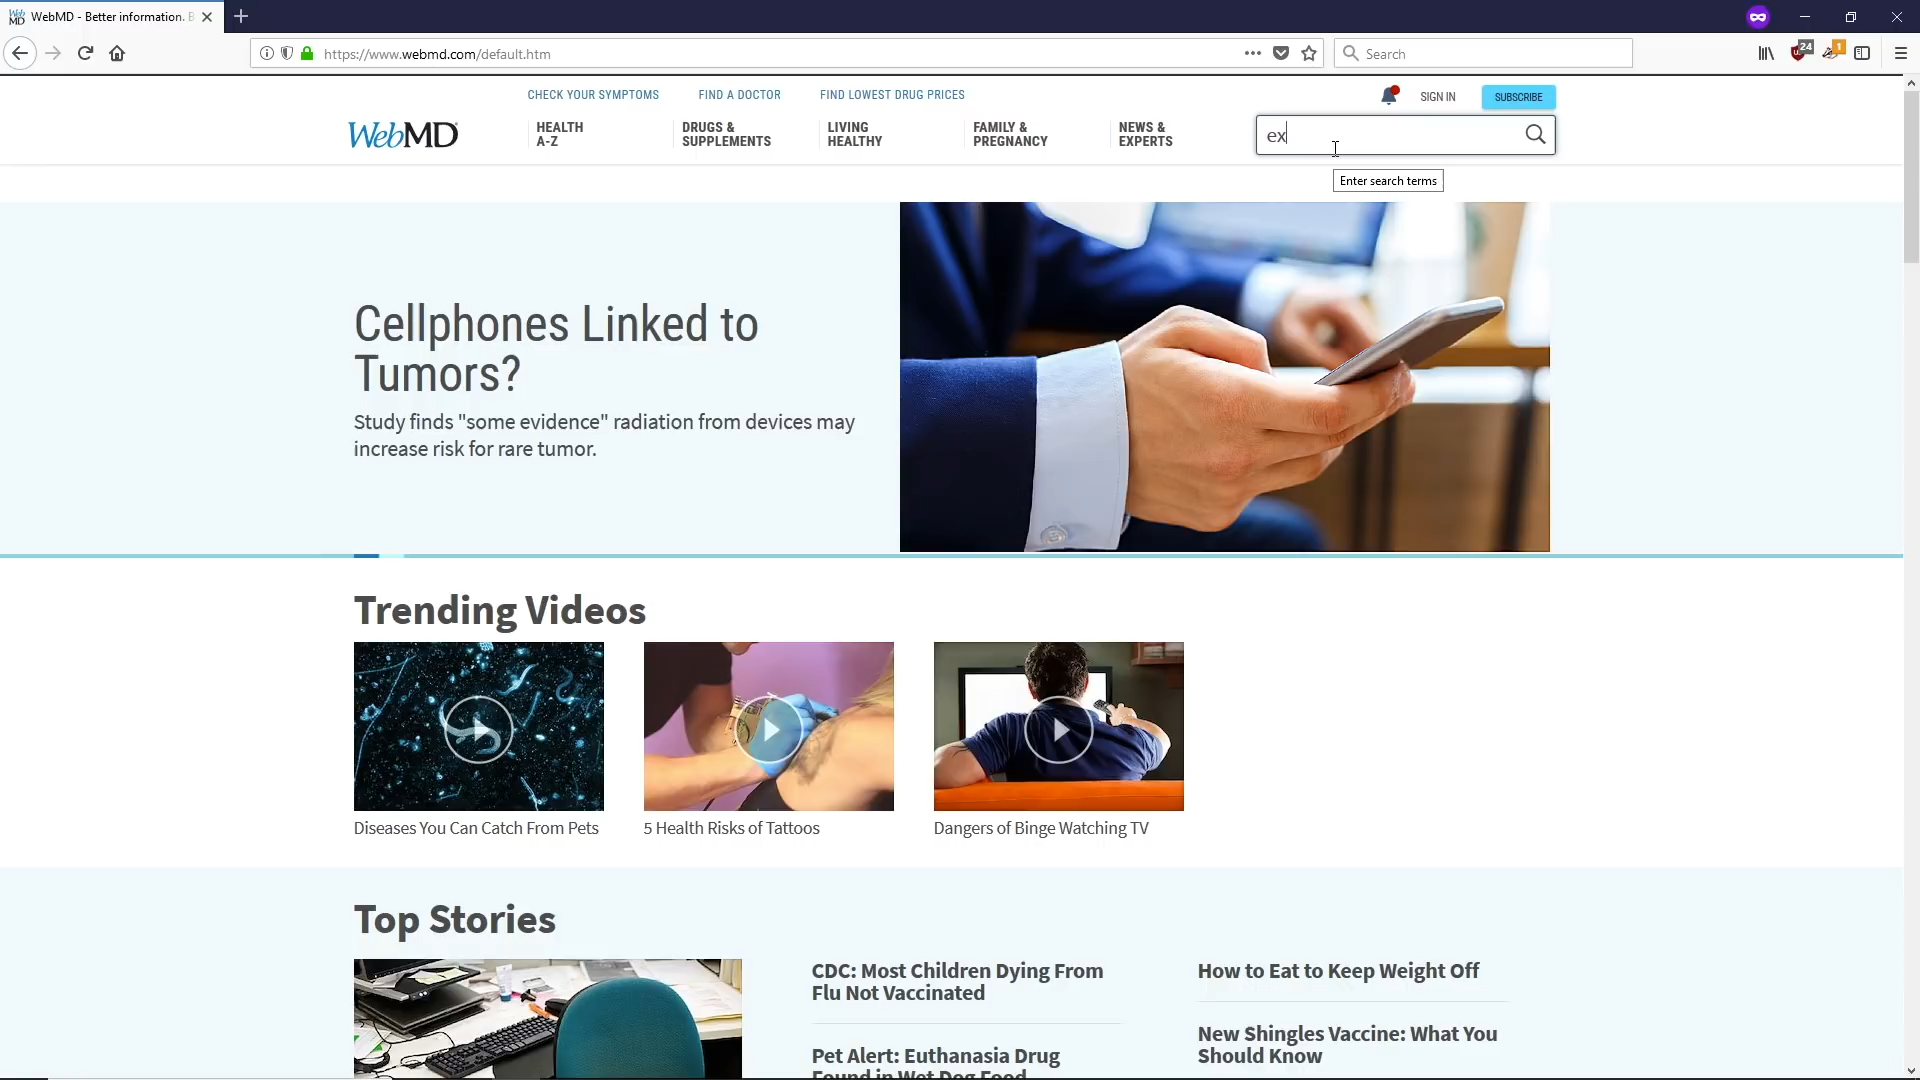 WebMD - Better information. B
https://www.webmd.com/default.htm
Search
24
1
CHECK YOUR SYMPTOMS
FIND A DOCTOR
FIND LOWEST DRUG PRICES
SIGN IN
SUBSCRIBE
WebMD
HEALTH
A-Z
DRUGS &
SUPPLEMENTS
LIVING
HEALTHY
FAMILY &
PREGNANCY
NEWS &
EXPERTS
ex
Enter search terms
Cellphones Linked to
Tumors?
Study finds "some evidence" radiation from devices may
increase risk for rare tumor.
Trending Videos
Diseases You Can Catch From Pets
5 Health Risks of Tattoos
Dangers of Binge Watching TV
Top Stories
CDC: Most Children Dying From
Flu Not Vaccinated
Pet Alert: Euthanasia Drug
Found in Wet Dog Food
How to Eat to Keep Weight Off
New Shingles Vaccine: What You
Should Know